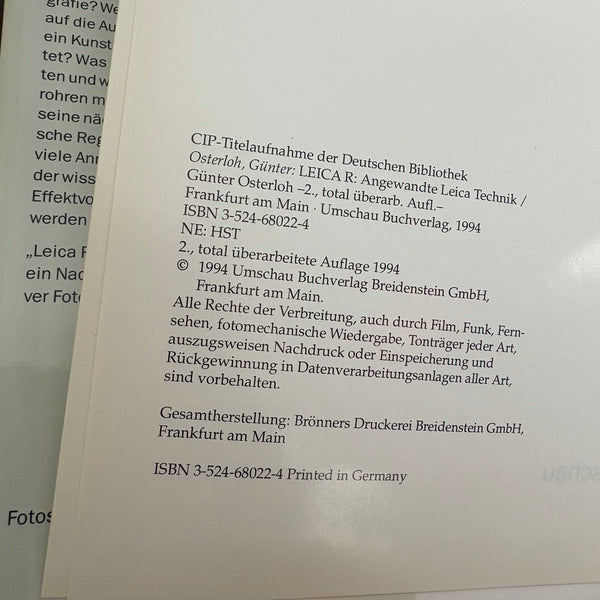 grafie? We
auf die Au
ein Kunst
tet? Was
ten und w
rohren m
seine nä
sche Reg
viele Anr
der wiss
Effektvo
werden
„Leica R
ein Nac
ver Foto
Fotos
CIP-Titelaufnahme der Deutschen Bibliothek
Osterloh, Günter: LEICA R: Angewandte Leica Technik /
Günter Osterloh –2., total überarb. Aufl.–
Frankfurt am Main · Umschau Buchverlag, 1994
ISBN 3-524-68022-4
NE: HST
2., total überarbeitete Auflage 1994
© 1994 Umschau Buchverlag Breidenstein GmbH,
Frankfurt am Main.
Alle Rechte der Verbreitung, auch durch Film, Funk, Fern-
sehen, fotomechanische Wiedergabe, Tonträger jeder Art,
auszugsweisen Nachdruck oder Einspeicherung und
Rückgewinnung in Datenverarbeitungsanlagen aller Art,
sind vorbehalten.
Gesamtherstellung: Brönners Druckerei Breidenstein GmbH,
Frankfurt am Main
ISBN 3-524-68022-4 Printed in Germany